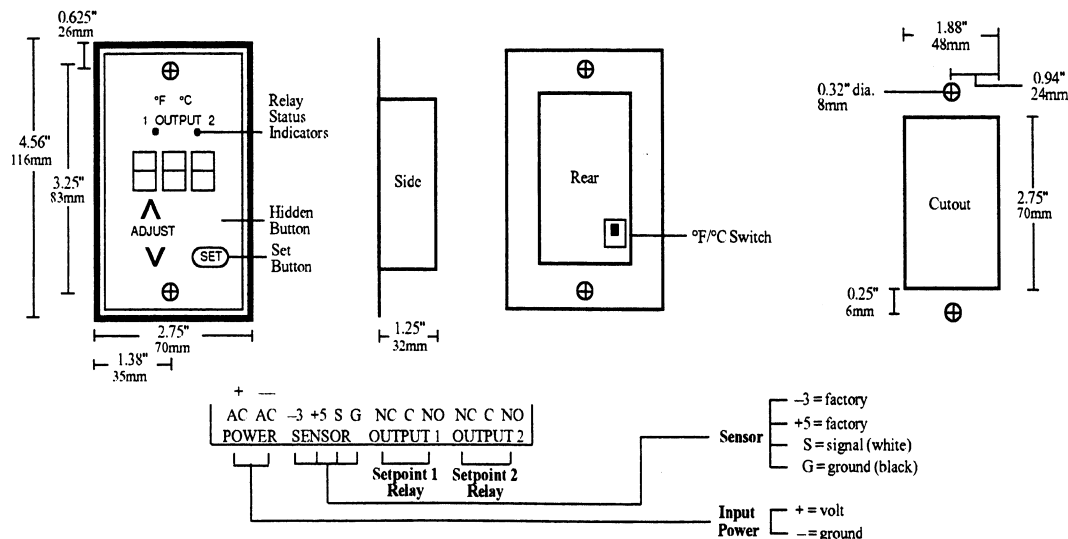 0.625"
26mm
4.56"
116mm
3.25"
83mm
°F °C
1 OUTPUT 2
ADJUST
SET
Relay
Status
Indicators
Hidden
Button
Set
Button
2.75"
70mm
1.38"
35mm
Side
1.25"
32mm
Rear
°F/°C Switch
1.88"
48mm
0.94"
24mm
0.32" dia.
8mm
Cutout
2.75"
70mm
0.25"
6mm
+ —
AC AC –3 +5 S G NC C NO NC C NO
POWER SENSOR OUTPUT 1 OUTPUT 2
Setpoint 1
Relay
Setpoint 2
Relay
Sensor
–3 = factory
+5 = factory
S = signal (white)
G = ground (black)
Input
Power
+ = volt
– = ground